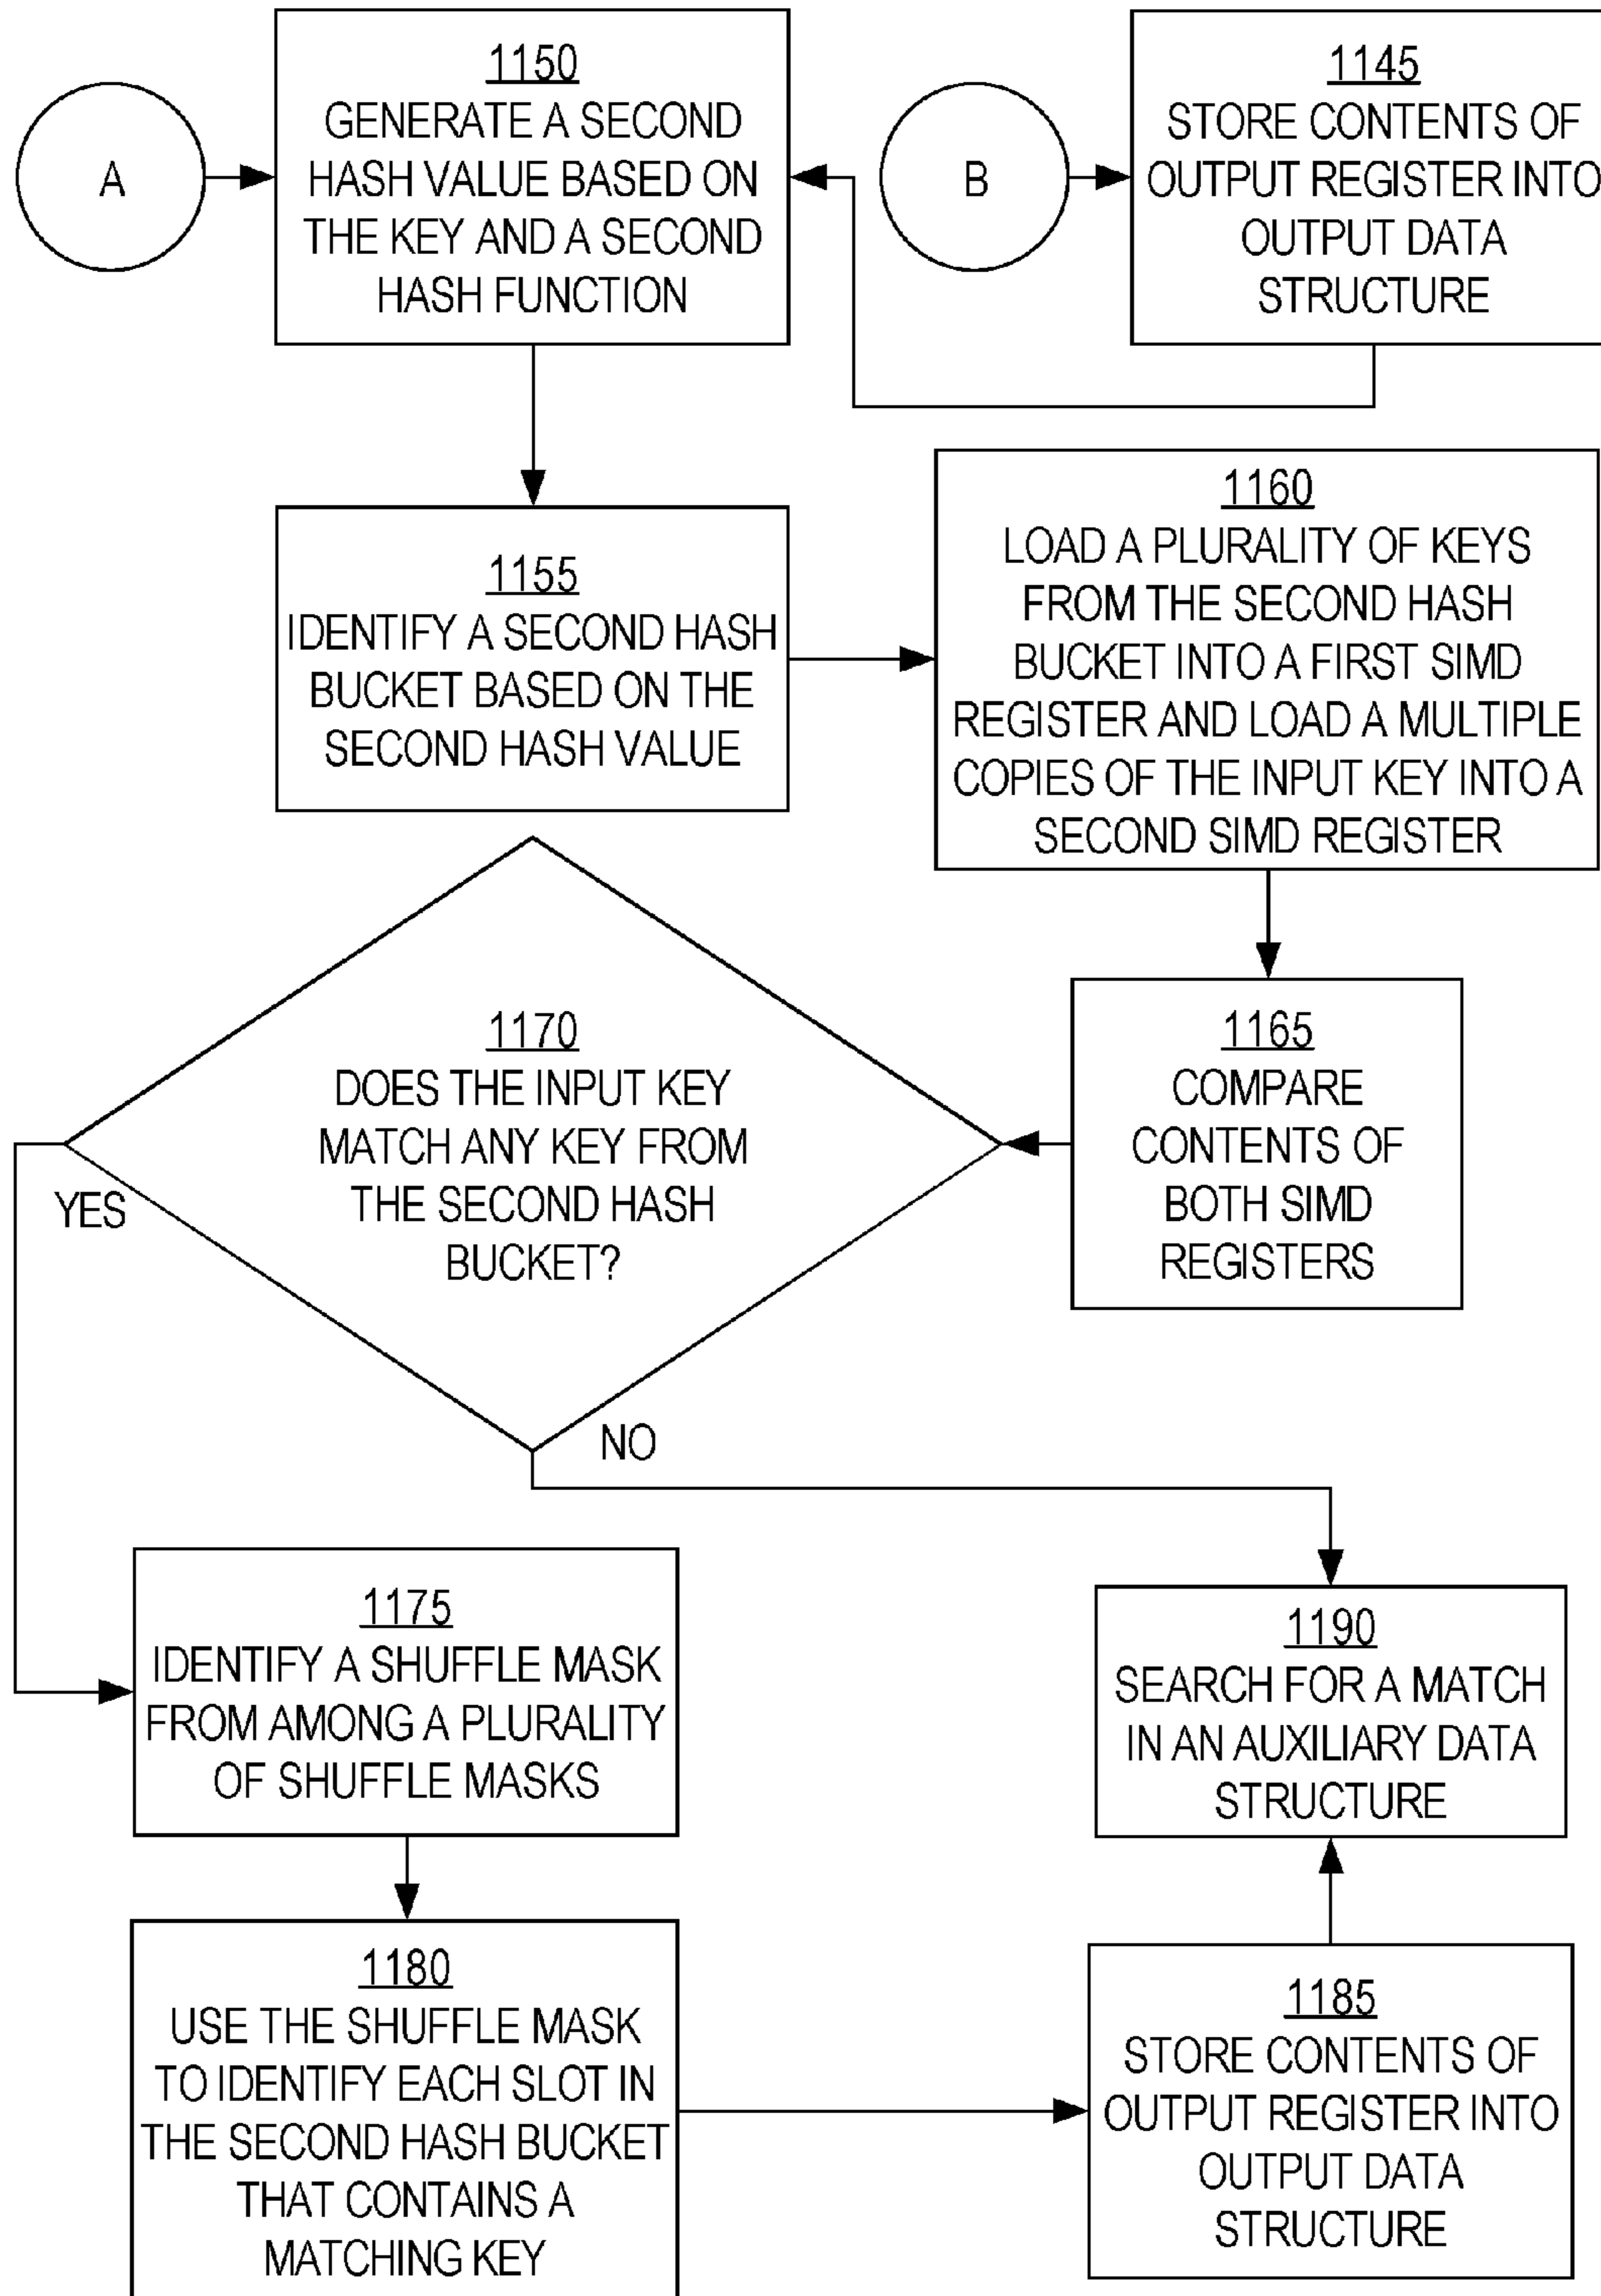 A
1150
GENERATE A SECOND
HASH VALUE BASED ON
THE KEY AND A SECOND
HASH FUNCTION
B
1145
STORE CONTENTS OF
OUTPUT REGISTER INTO
OUTPUT DATA
STRUCTURE
1155
IDENTIFY A SECOND HASH
BUCKET BASED ON THE
SECOND HASH VALUE
1160
LOAD A PLURALITY OF KEYS
FROM THE SECOND HASH
BUCKET INTO A FIRST SIMD
REGISTER AND LOAD A MULTIPLE
COPIES OF THE INPUT KEY INTO A
SECOND SIMD REGISTER
1165
COMPARE
CONTENTS OF
BOTH SIMD
REGISTERS
1170
DOES THE INPUT KEY
MATCH ANY KEY FROM
THE SECOND HASH
BUCKET?
YES
NO
1175
IDENTIFY A SHUFFLE MASK
FROM AMONG A PLURALITY
OF SHUFFLE MASKS
1180
USE THE SHUFFLE MASK
TO IDENTIFY EACH SLOT IN
THE SECOND HASH BUCKET
THAT CONTAINS A
MATCHING KEY
1185
STORE CONTENTS OF
OUTPUT REGISTER INTO
OUTPUT DATA
STRUCTURE
1190
SEARCH FOR A MATCH
IN AN AUXILIARY DATA
STRUCTURE